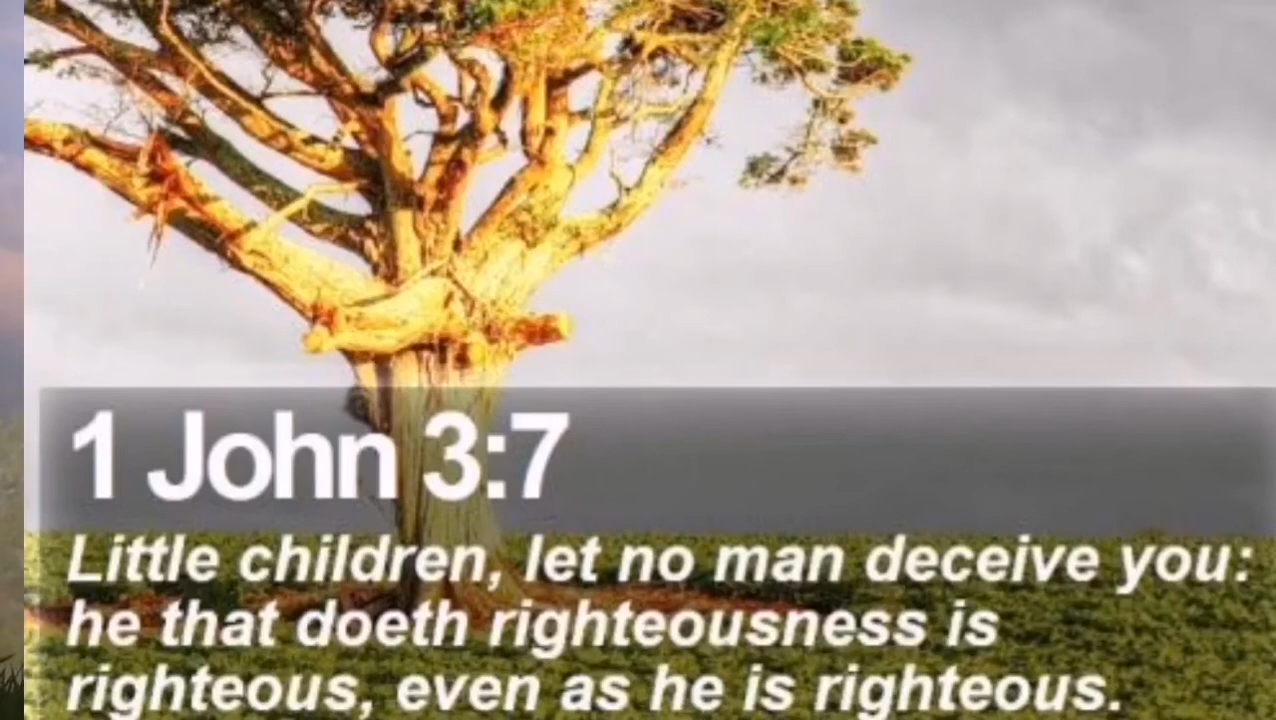 1 John 3:7
Little children, let no man deceive you:
he that doeth righteousness is
righteous, even as he is righteous.